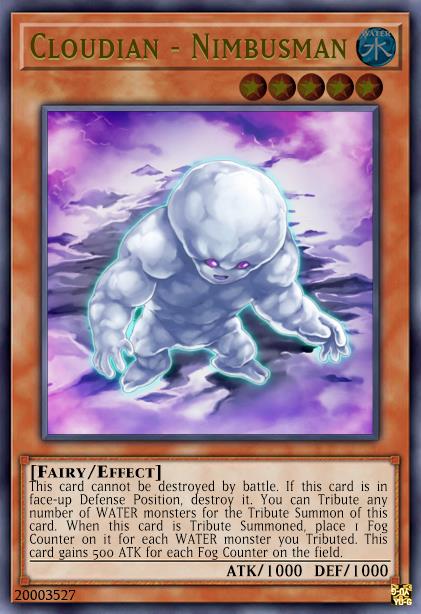 CLOUDIAN - NIMBUSMAN
WATER
水
[FAIRY/EFFECT]
This card cannot be destroyed by battle. If this card is in
face-up Defense Position, destroy it. You can Tribute any
number of WATER monsters for the Tribute Summon of this
card. When this card is Tribute Summoned, place 1 Fog
Counter on it for each WATER monster you Tributed. This
card gains 500 ATK for each Fog Counter on the field.
ATK/1000 DEF/1000
20003527